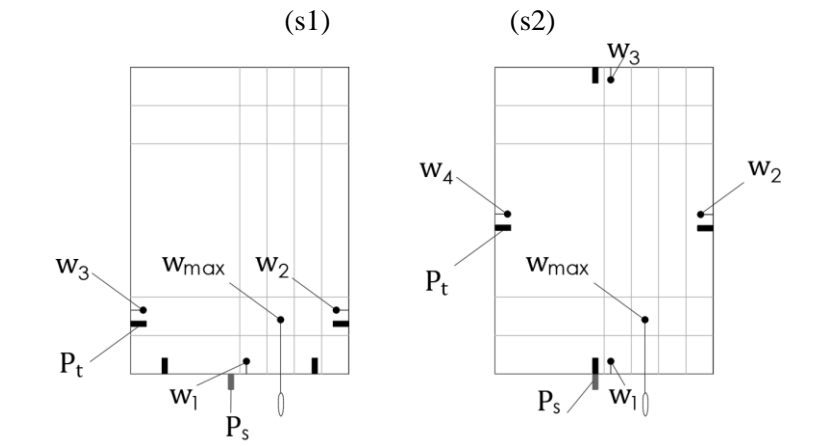 (s1) (s2)
w3
w4 w2
w3 wmax w2 wmax
Pt
Pt
w1 Ps w1
Ps